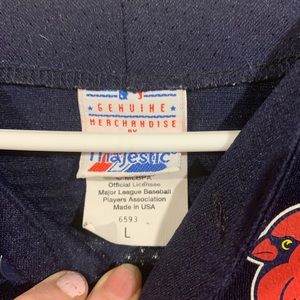 GENUINE
MERCHANDISE
BY
Majestic
© MLBPA
Official Licensee
Major League Baseball
Players Association
Made in USA
6593
L